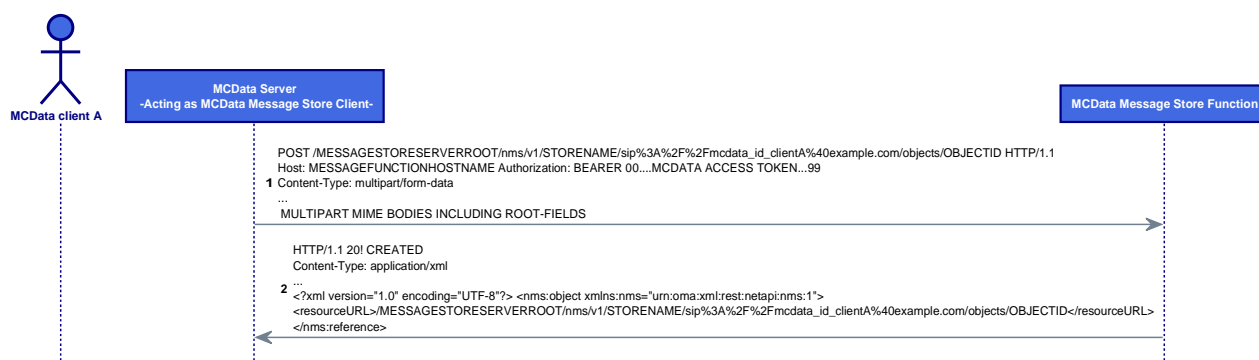 MCData client A
MCData Server
-Acting as MCData Message Store Client-
MCData Message Store Function
POST /MESSAGESTORESERVERROOT/nms/v1/STORENAME/sip%3A%2F%2Fmcdata_id_clientA%40example.com/objects/OBJECTID HTTP/1.1
Host: MESSAGEFUNCTIONHOSTNAME Authorization: BEARER 00....MCDATA ACCESS TOKEN...99
1 Content-Type: multipart/form-data
...
MULTIPART MIME BODIES INCLUDING ROOT-FIELDS
HTTP/1.1 20! CREATED
Content-Type: application/xml
...
2
<?xml version="1.0" encoding="UTF-8"?> <nms:object xmlns:nms="urn:oma:xml:rest:netapi:nms:1">
<resourceURL>/MESSAGESTORESERVERROOT/nms/v1/STORENAME/sip%3A%2F%2Fmcdata_id_clientA%40example.com/objects/OBJECTID</resourceURL>
</nms:reference>